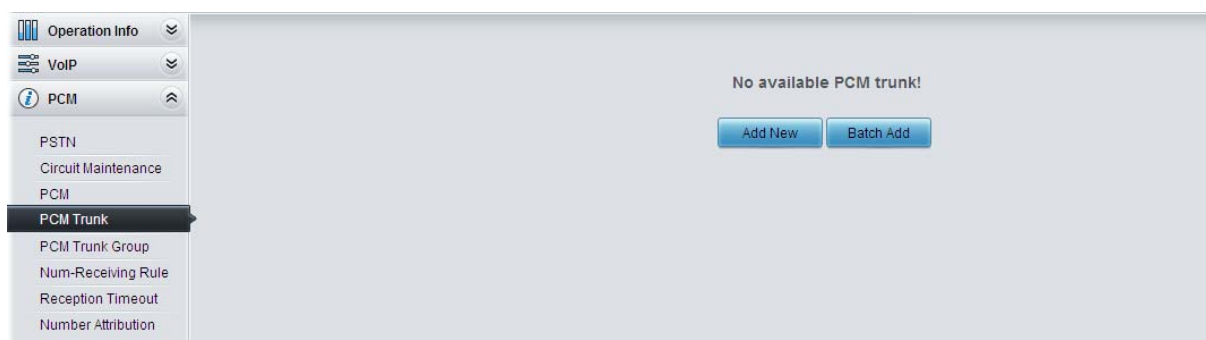 Operation Info
VoIP
PCM
PSTN
Circuit Maintenance
PCM
PCM Trunk
PCM Trunk Group
Num-Receiving Rule
Reception Timeout
Number Attribution
No available PCM trunk!
Add New
Batch Add